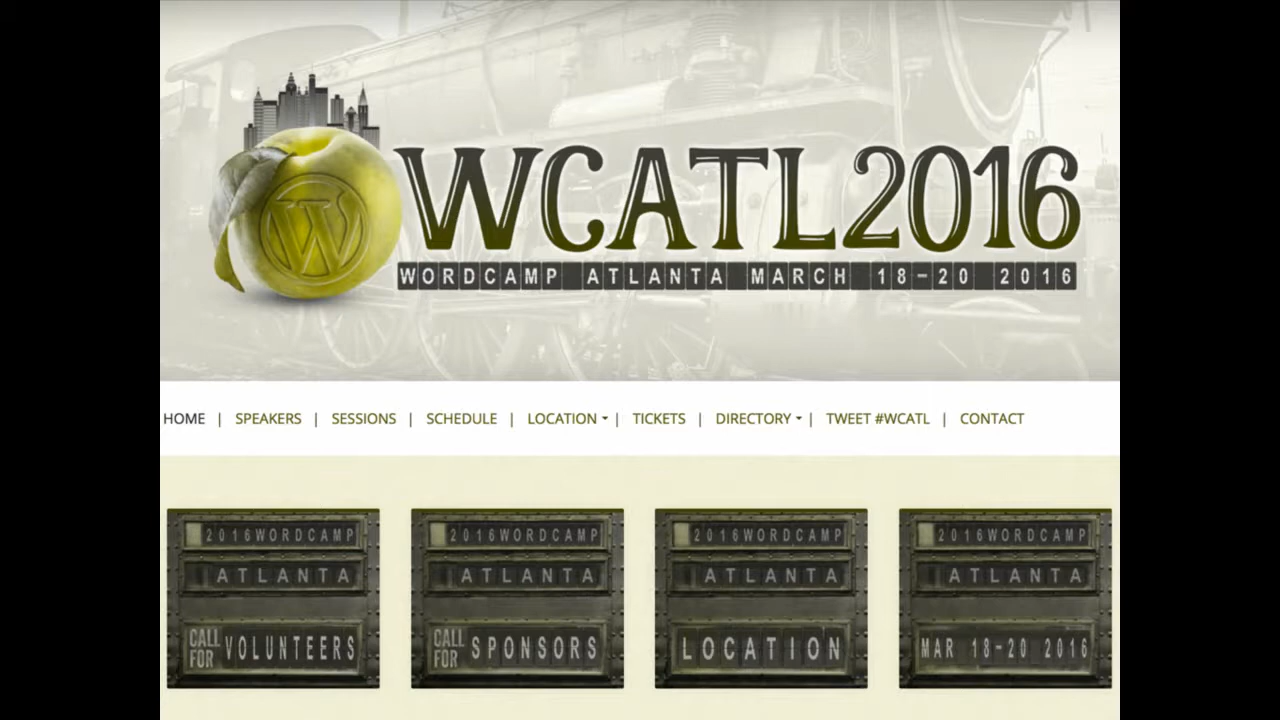 WCATL2016
WORDCAMP ATLANTA MARCH 18-20 2016
HOME | SPEAKERS | SESSIONS | SCHEDULE | LOCATION | TICKETS | DIRECTORY | TWEET #WCATL | CONTACT
2016WORDCAMP
ATLANTA
CALL FOR VOLUNTEERS
2016WORDCAMP
ATLANTA
CALL FOR SPONSORS
2016WORDCAMP
ATLANTA
LOCATION
2016WORDCAMP
ATLANTA
MAR 18-20 2016